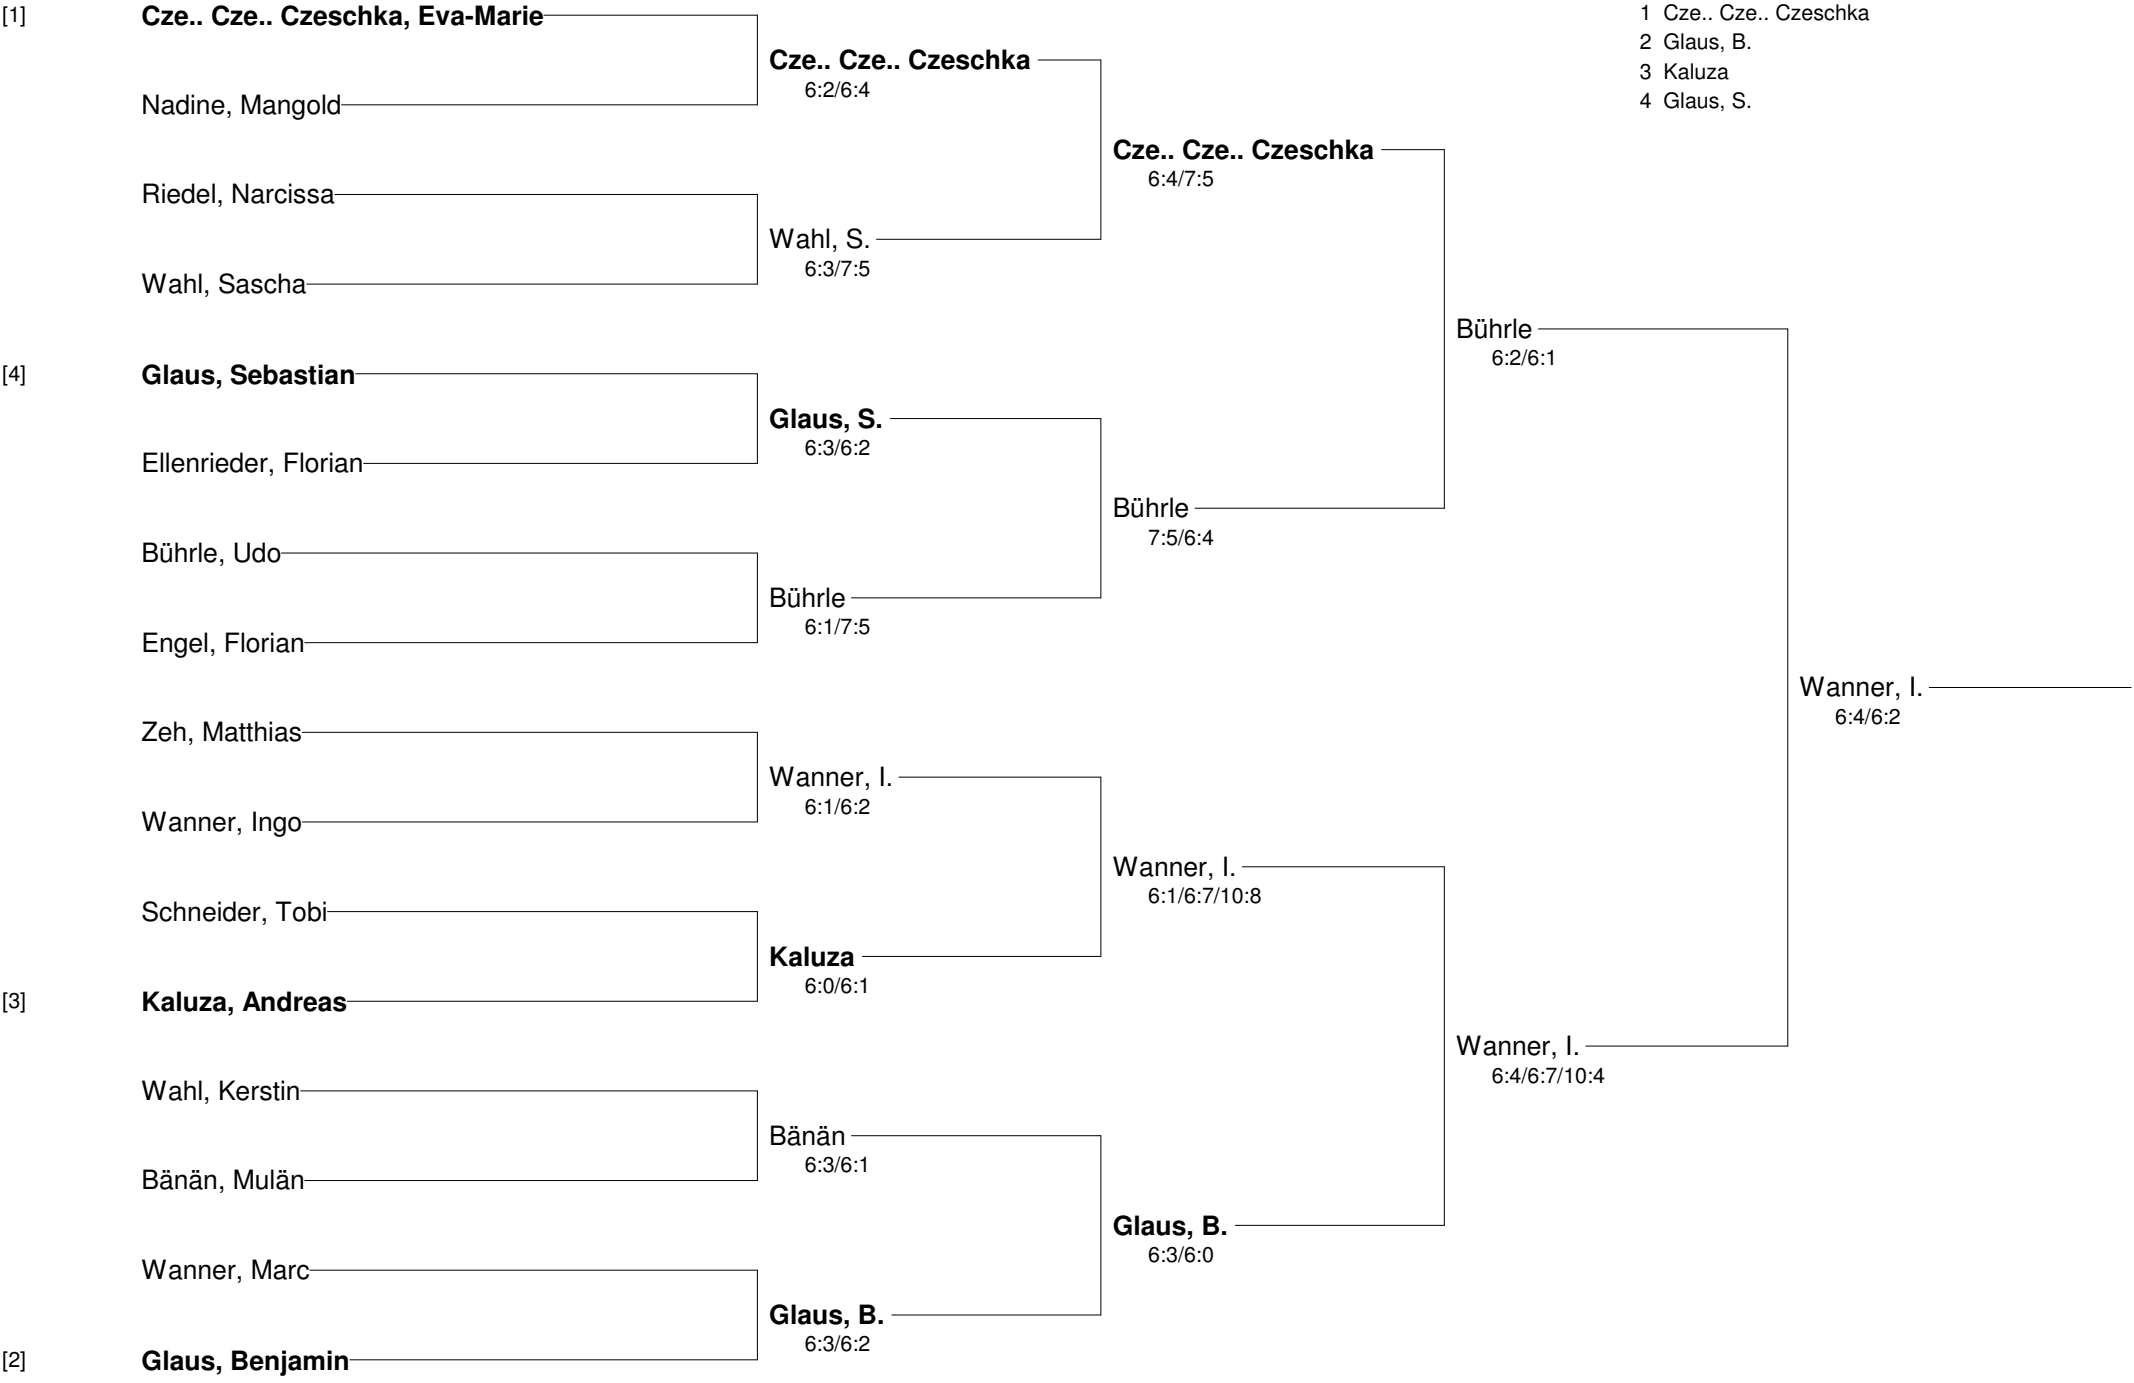 [1] Cze.. Cze.. Czeschka, Eva-Marie
Nadine, Mangold
Riedel, Narcissa
Wahl, Sascha
[4] Glaus, Sebastian
Ellenrieder, Florian
Bührle, Udo
Engel, Florian
Zeh, Matthias
Wanner, Ingo
Schneider, Tobi
[3] Kaluza, Andreas
Wahl, Kerstin
Bänän, Mulän
Wanner, Marc
[2] Glaus, Benjamin
Cze.. Cze.. Czeschka
6:2/6:4
Wahl, S.
6:3/7:5
Glaus, S.
6:3/6:2
Bührle
6:1/7:5
Wanner, I.
6:1/6:2
Kaluza
6:0/6:1
Bänän
6:3/6:1
Glaus, B.
6:3/6:2
Cze.. Cze.. Czeschka
6:4/7:5
Bührle
7:5/6:4
Wanner, I.
6:1/6:7/10:8
Glaus, B.
6:3/6:0
Bührle
6:2/6:1
Wanner, I.
6:4/6:7/10:4
Wanner, I.
6:4/6:2
1 Cze.. Cze.. Czeschka
2 Glaus, B.
3 Kaluza
4 Glaus, S.